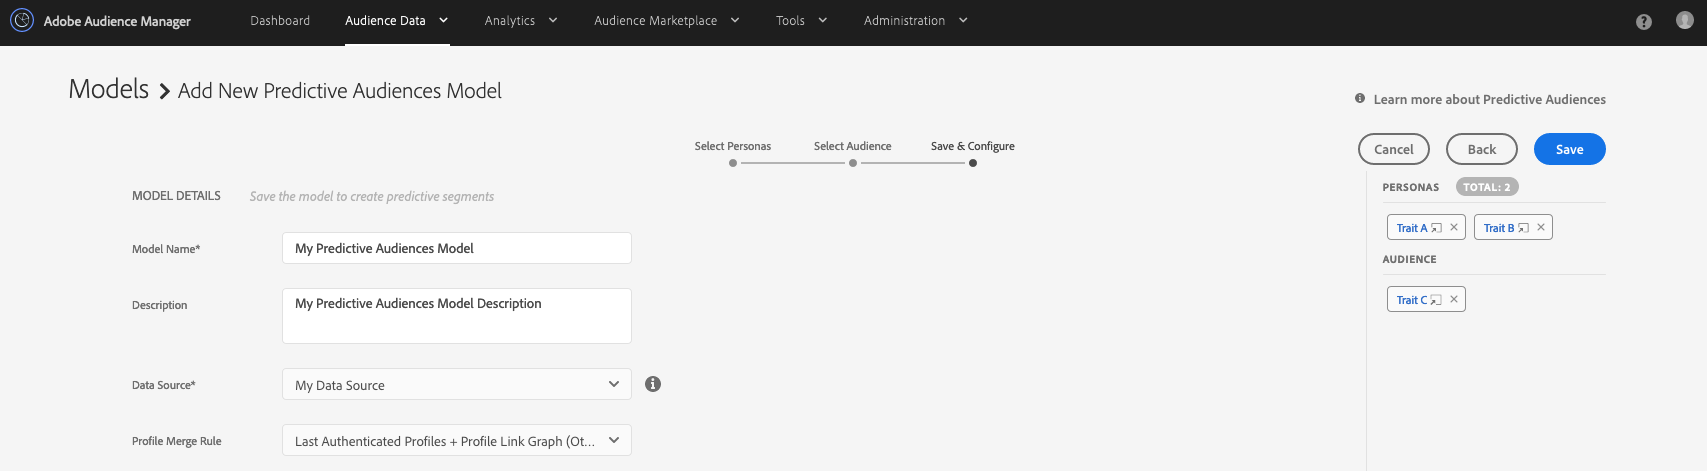 Adobe Audience Manager Dashboard Audience Data Analytics Audience Marketplace Tools Administration
Models > Add New Predictive Audiences Model
Learn more about Predictive Audiences
Select Personas Select Audience Save & Configure
Cancel Back Save
MODEL DETAILS Save the model to create predictive segments
Model Name* My Predictive Audiences Model
Description My Predictive Audiences Model Description
Data Source* My Data Source
Profile Merge Rule Last Authenticated Profiles + Profile Link Graph (Ot...
PERSONAS TOTAL: 2
Trait A Trait B
AUDIENCE
Trait C